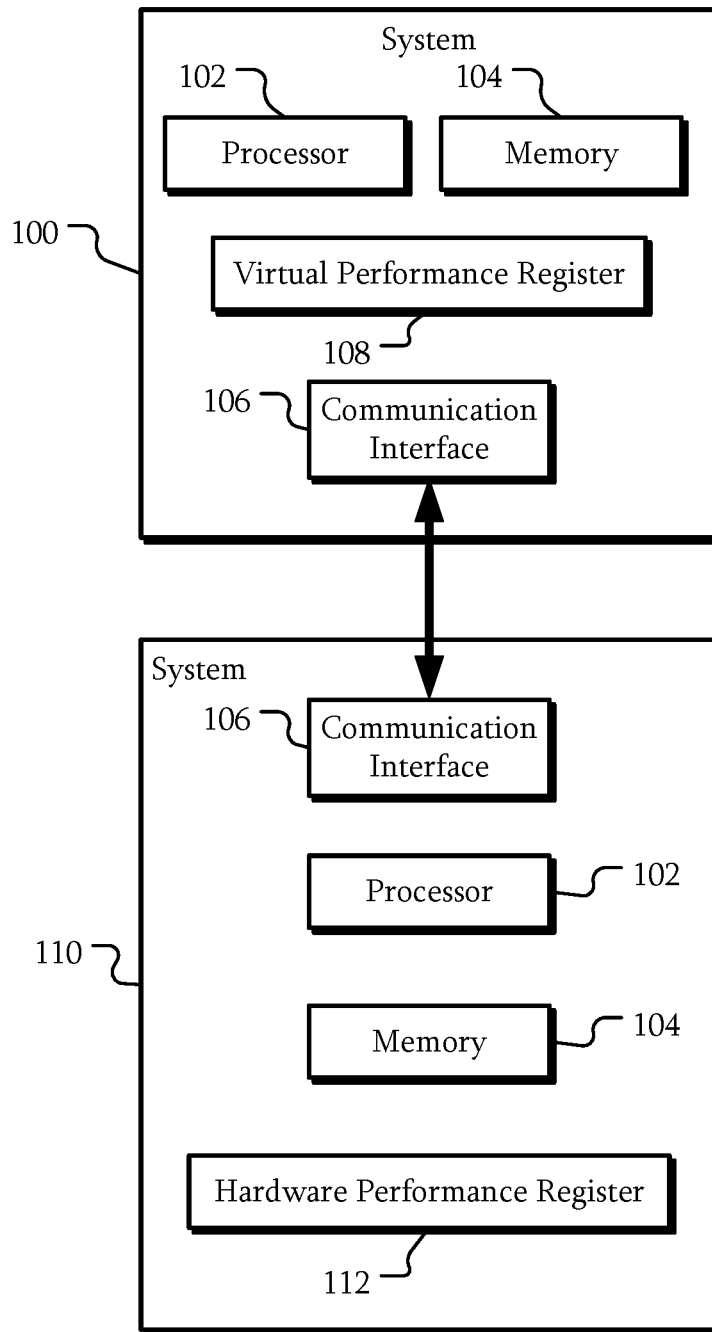 System
102
104
Processor
Memory
100
Virtual Performance Register
108
106
Communication
Interface
System
106
Communication
Interface
Processor
102
110
Memory
104
Hardware Performance Register
112